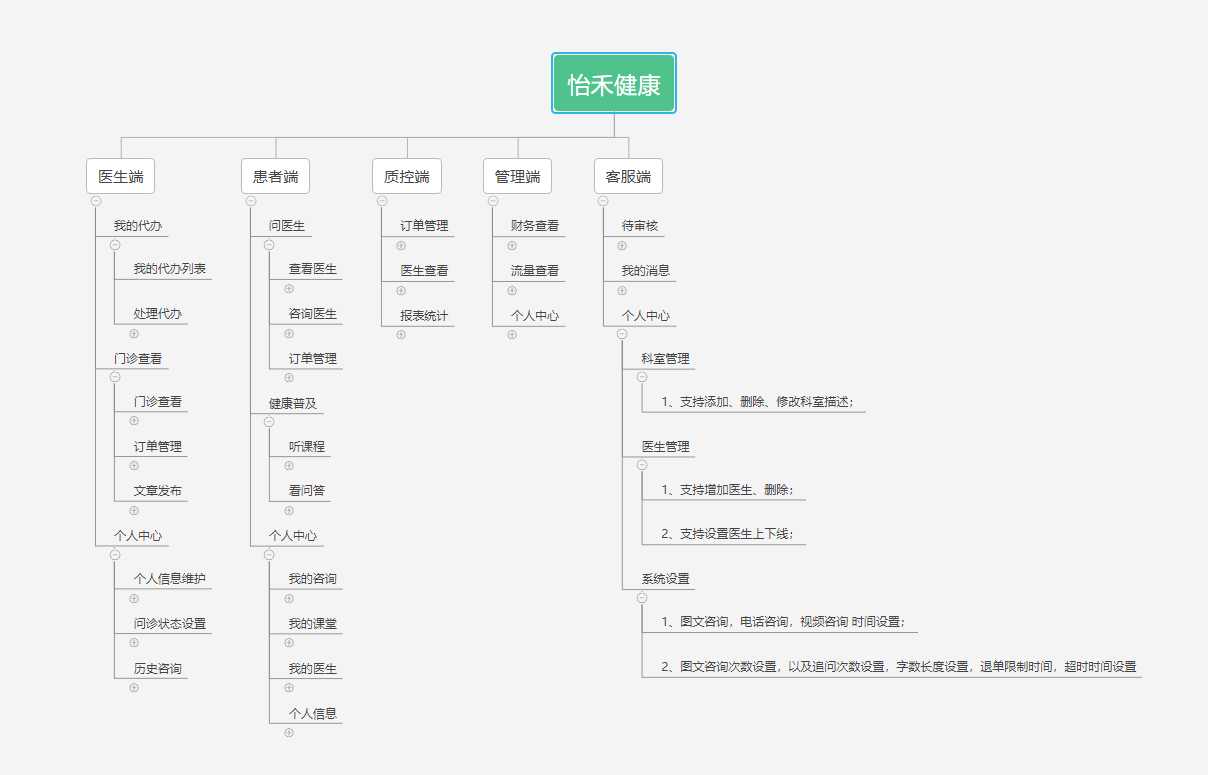 怡禾健康
医生端
我的代办
我的代办列表
处理代办
门诊查看
门诊查看
订单管理
文章发布
个人中心
个人信息维护
问诊状态设置
历史咨询
患者端
问医生
查看医生
咨询医生
订单管理
健康普及
听课程
看问答
个人中心
我的咨询
我的课堂
我的医生
个人信息
质控端
订单管理
医生查看
报表统计
管理端
财务查看
流量查看
个人中心
客服端
待审核
我的消息
个人中心
科室管理
1、支持添加、删除、修改科室描述；
医生管理
1、支持增加医生、删除；
2、支持设置医生上下线；
系统设置
1、图文咨询，电话咨询，视频咨询 时间设置；
2、图文咨询次数设置，以及追问次数设置，字数长度设置，退单限制时间，超时时间设置